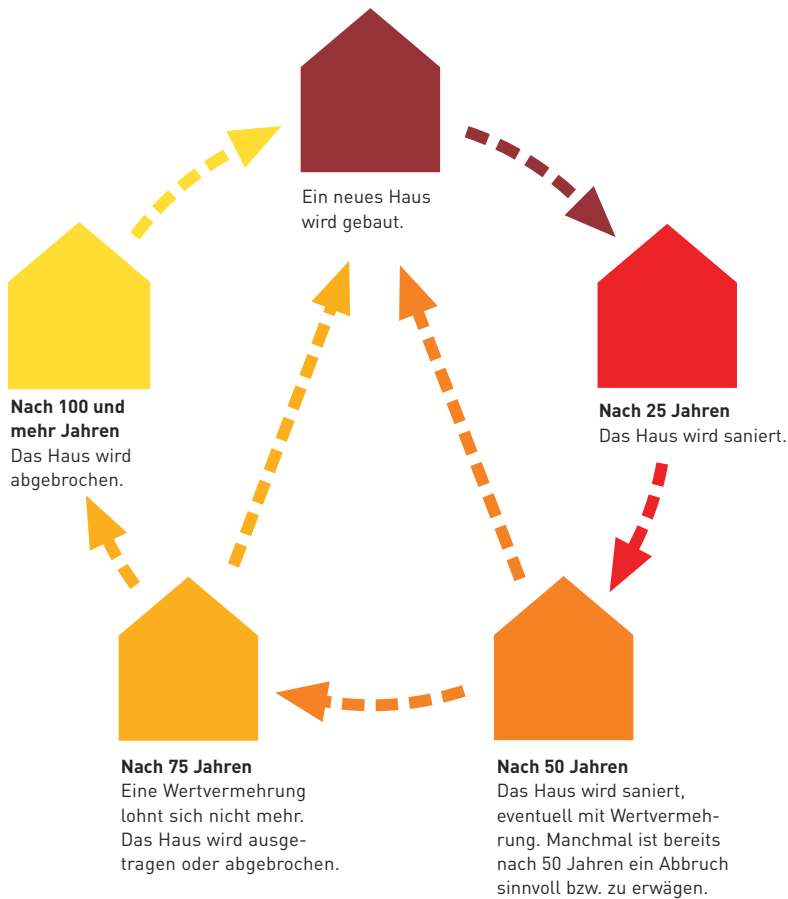 Ein neues Haus
wird gebaut.
Nach 25 Jahren
Das Haus wird saniert.
Nach 50 Jahren
Das Haus wird saniert,
eventuell mit Wertvermeh-
rung. Manchmal ist bereits
nach 50 Jahren ein Abbruch
sinnvoll bzw. zu erwägen.
Nach 75 Jahren
Eine Wertvermehrung
lohnt sich nicht mehr.
Das Haus wird ausge-
tragen oder abgebrochen.
Nach 100 und
mehr Jahren
Das Haus wird
abgebrochen.